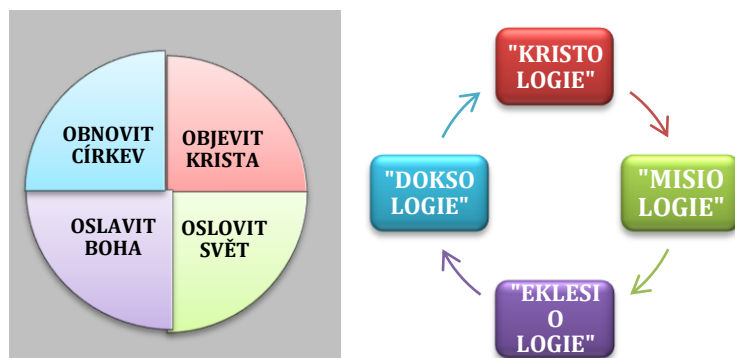 OBNOVIT
CÍRKEV
OBJEVIT
KRISTA
OSLAVIT
BOHA
OSLOVIT
SVĚT
"KRISTO
LOGIE"
"DOKSO
LOGIE"
"MISIO
LOGIE"
"EKLESI
O
LOGIE"